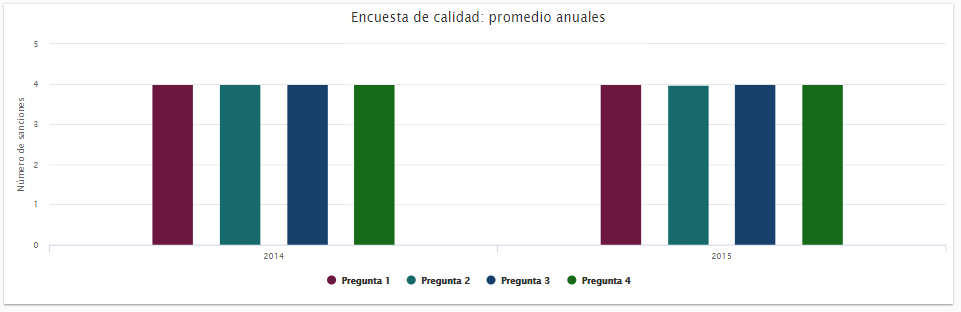 Encuesta de calidad: promedio anuales
Número de sanciones
5
4
3
2
1
0
2014
2015
Pregunta 1
Pregunta 2
Pregunta 3
Pregunta 4